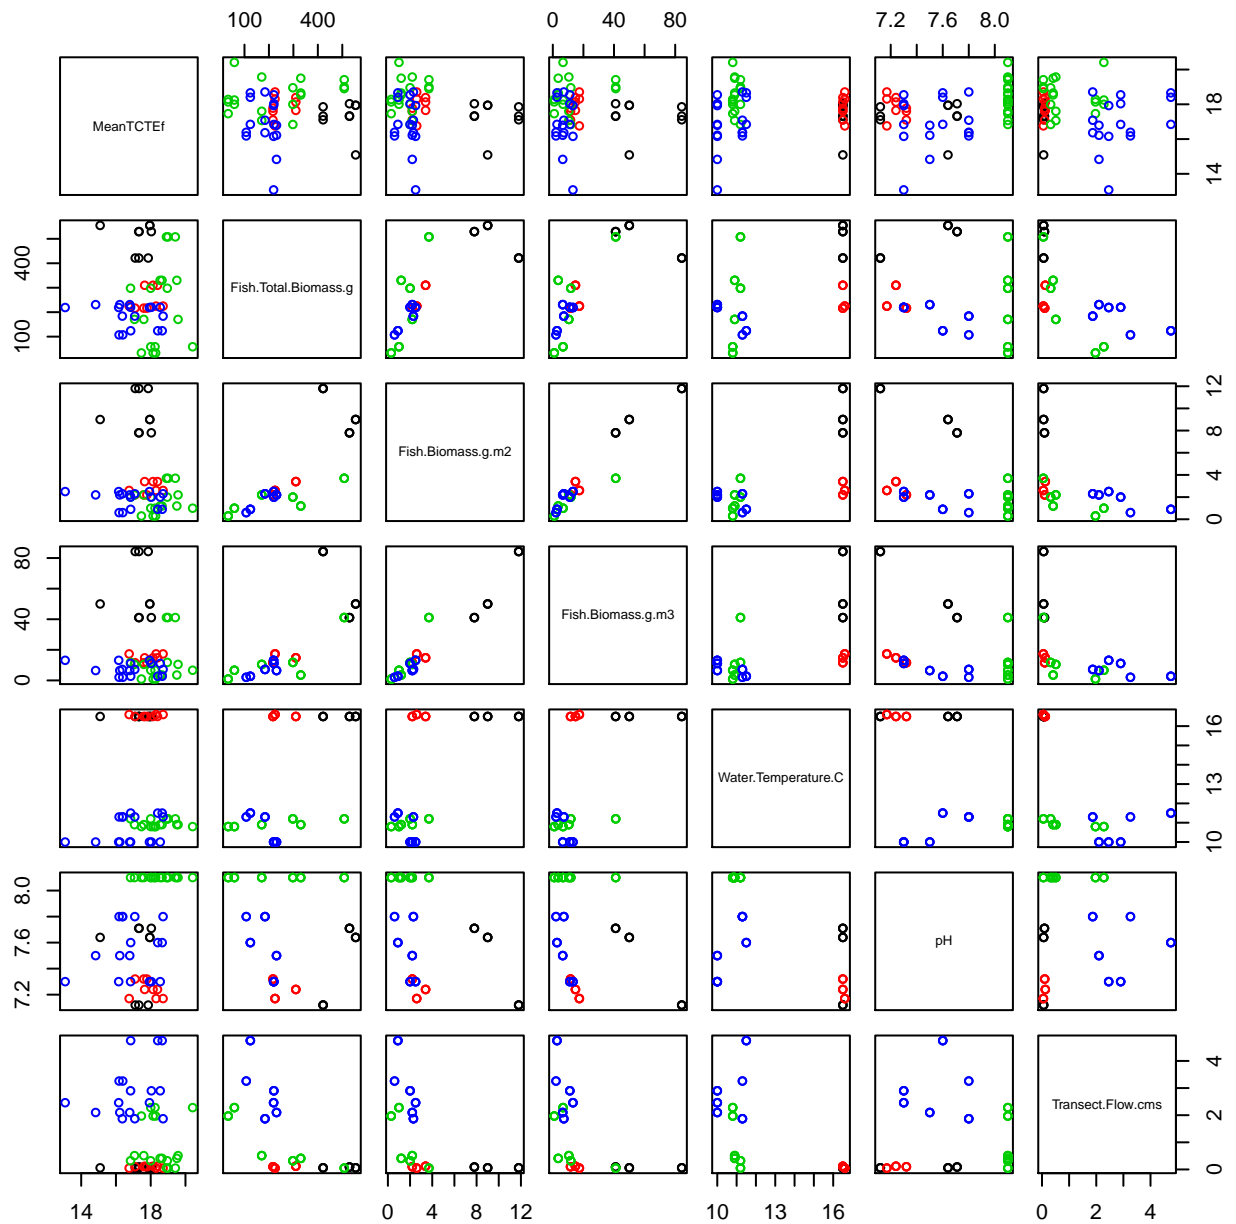 100 400
0 40 80
7.2 7.6 8.0
MeanTCTEf
14 18
100 400
Fish.Total.Biomass.g
Fish.Biomass.g.m2
0 4 8 12
0 40 80
Fish.Biomass.g.m3
Water.Temperature.C
10 13 16
7.2 7.6 8.0
pH
Transect.Flow.cms
0 2 4
14 18
0 4 8 12
10 12 14 16
0 2 4